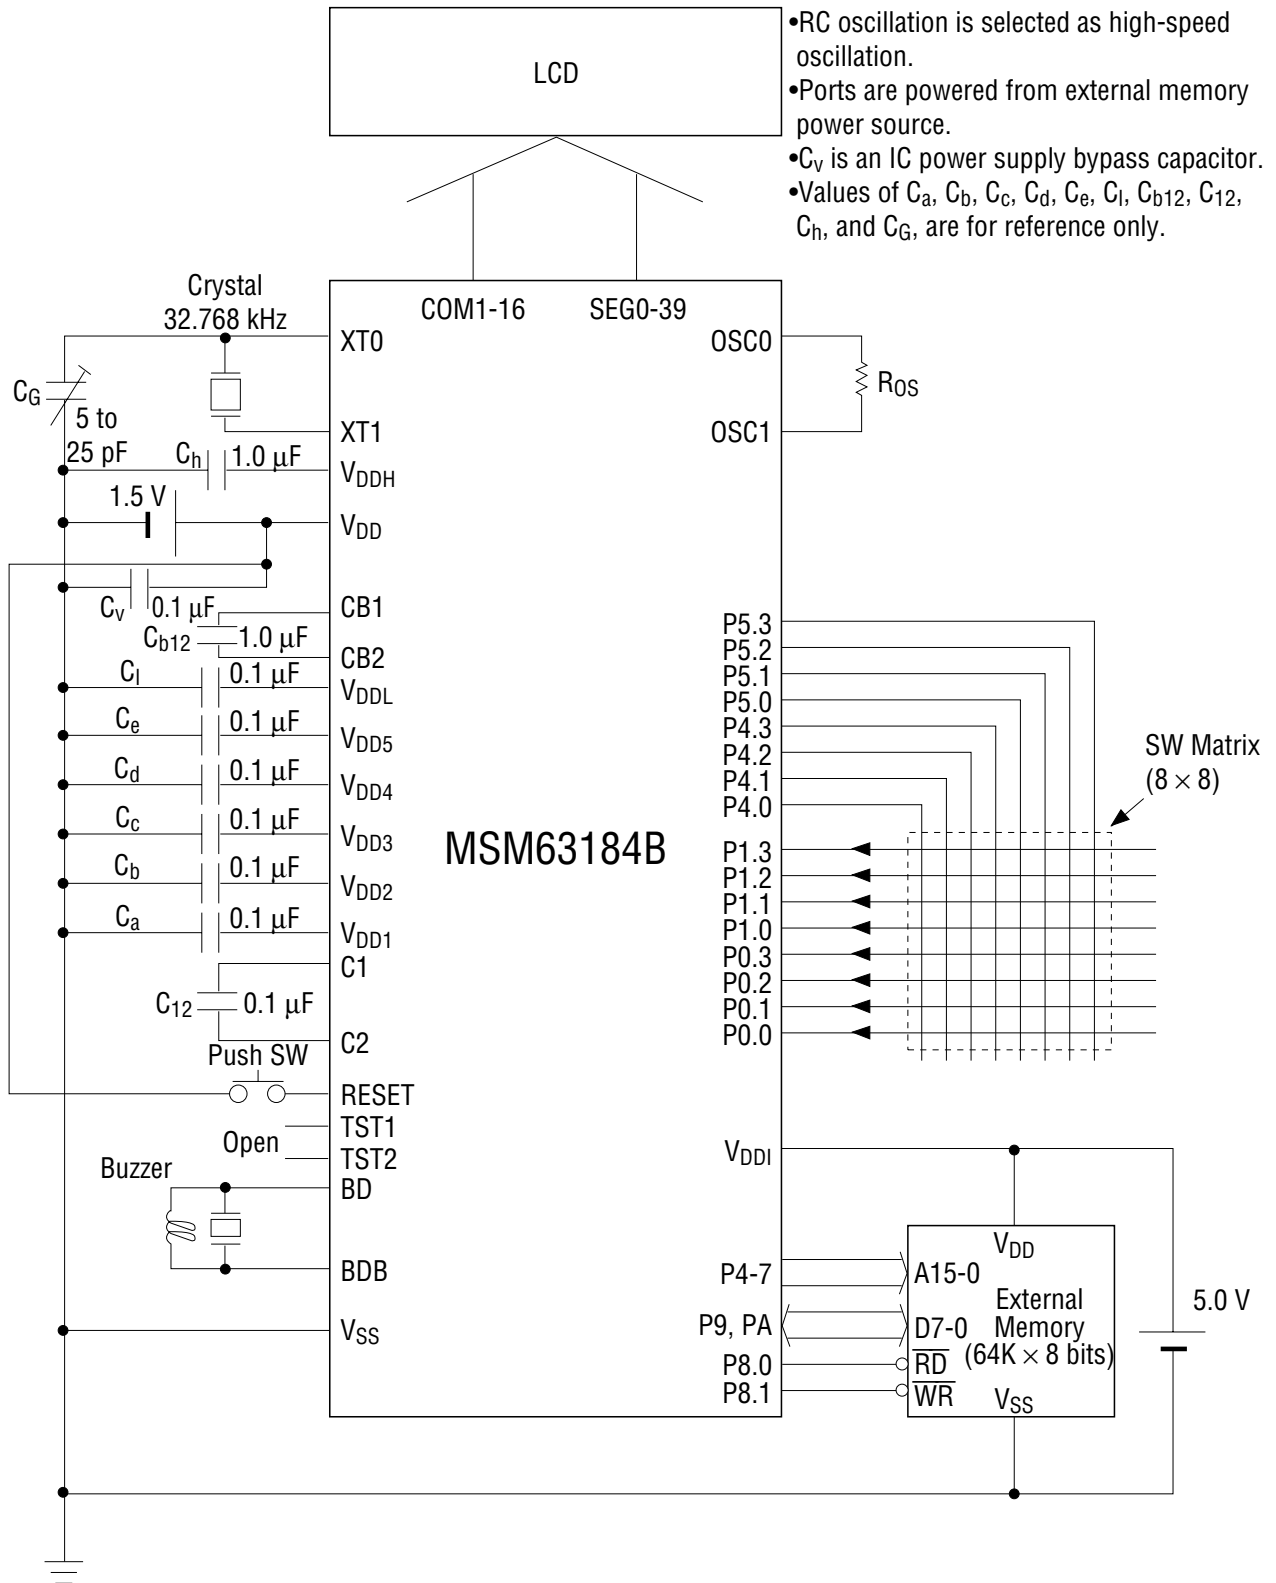 LCD
•RC oscillation is selected as high-speed
oscillation.
•Ports are powered from external memory
power source.
•Cv is an IC power supply bypass capacitor.
•Values of Ca, Cb, Cc, Cd, Ce, Cl, Cb12, C12,
Ch, and CG, are for reference only.
Crystal
32.768 kHz
COM1-16
SEG0-39
XT0
OSC0
CG
ROS
5 to
25 pF
XT1
OSC1
Ch
1.0 μF
VDDH
1.5 V
VDD
Cv
0.1 μF
CB1
Cb12
1.0 μF
CB2
Cl
0.1 μF
VDDL
Ce
0.1 μF
VDD5
Cd
0.1 μF
VDD4
Cc
0.1 μF
VDD3
Cb
0.1 μF
VDD2
Ca
0.1 μF
VDD1
C1
C12
0.1 μF
C2
Push SW
RESET
TST1
Open
TST2
Buzzer
BD
BDB
VSS
MSM63184B
P5.3
P5.2
P5.1
P5.0
P4.3
P4.2
P4.1
P4.0
SW Matrix
(8 × 8)
P1.3
P1.2
P1.1
P1.0
P0.3
P0.2
P0.1
P0.0
VDDI
VDD
P4-7
A15-0
External
Memory
(64K × 8 bits)
5.0 V
P9, PA
D7-0
P8.0
RD
P8.1
WR
VSS